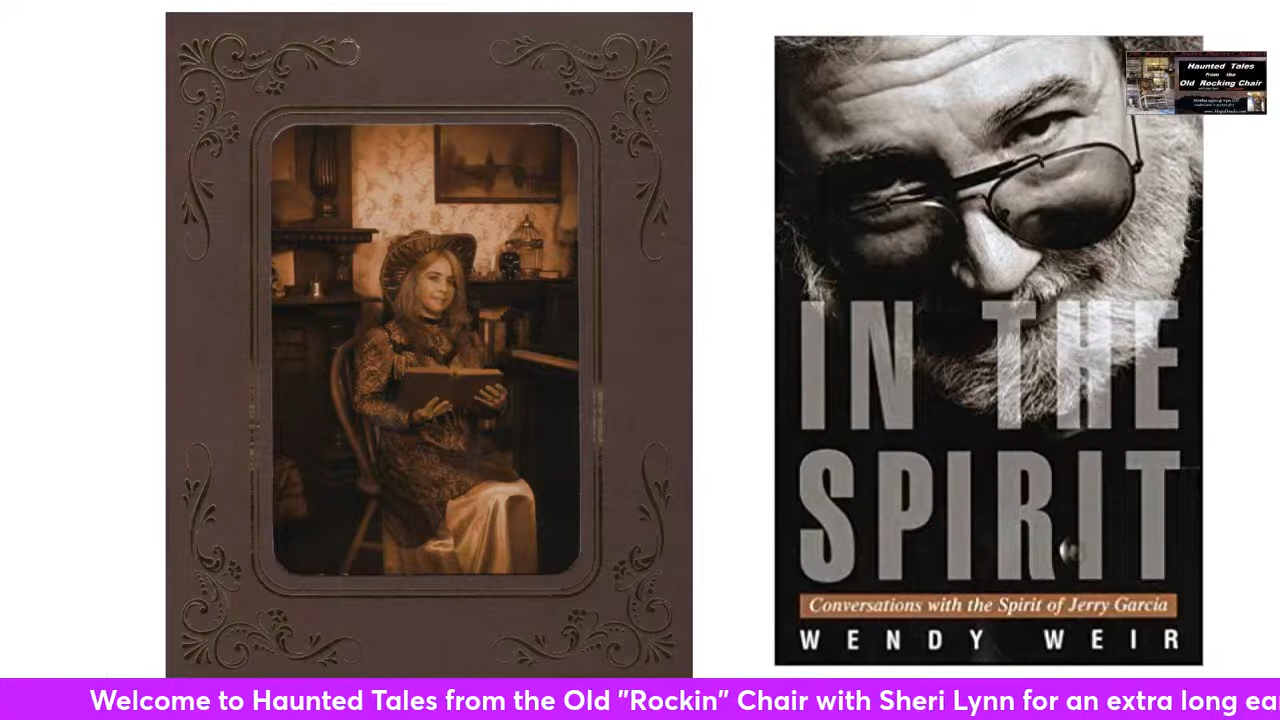 IN THE
SPIRIT
Conversations with the Spirit of Jerry Garcia
WENDY WEIR
Haunted Tales
from the
Old Rocking Chair
Welcome to Haunted Tales from the Old "Rockin" Chair with Sheri Lynn for an extra long ea